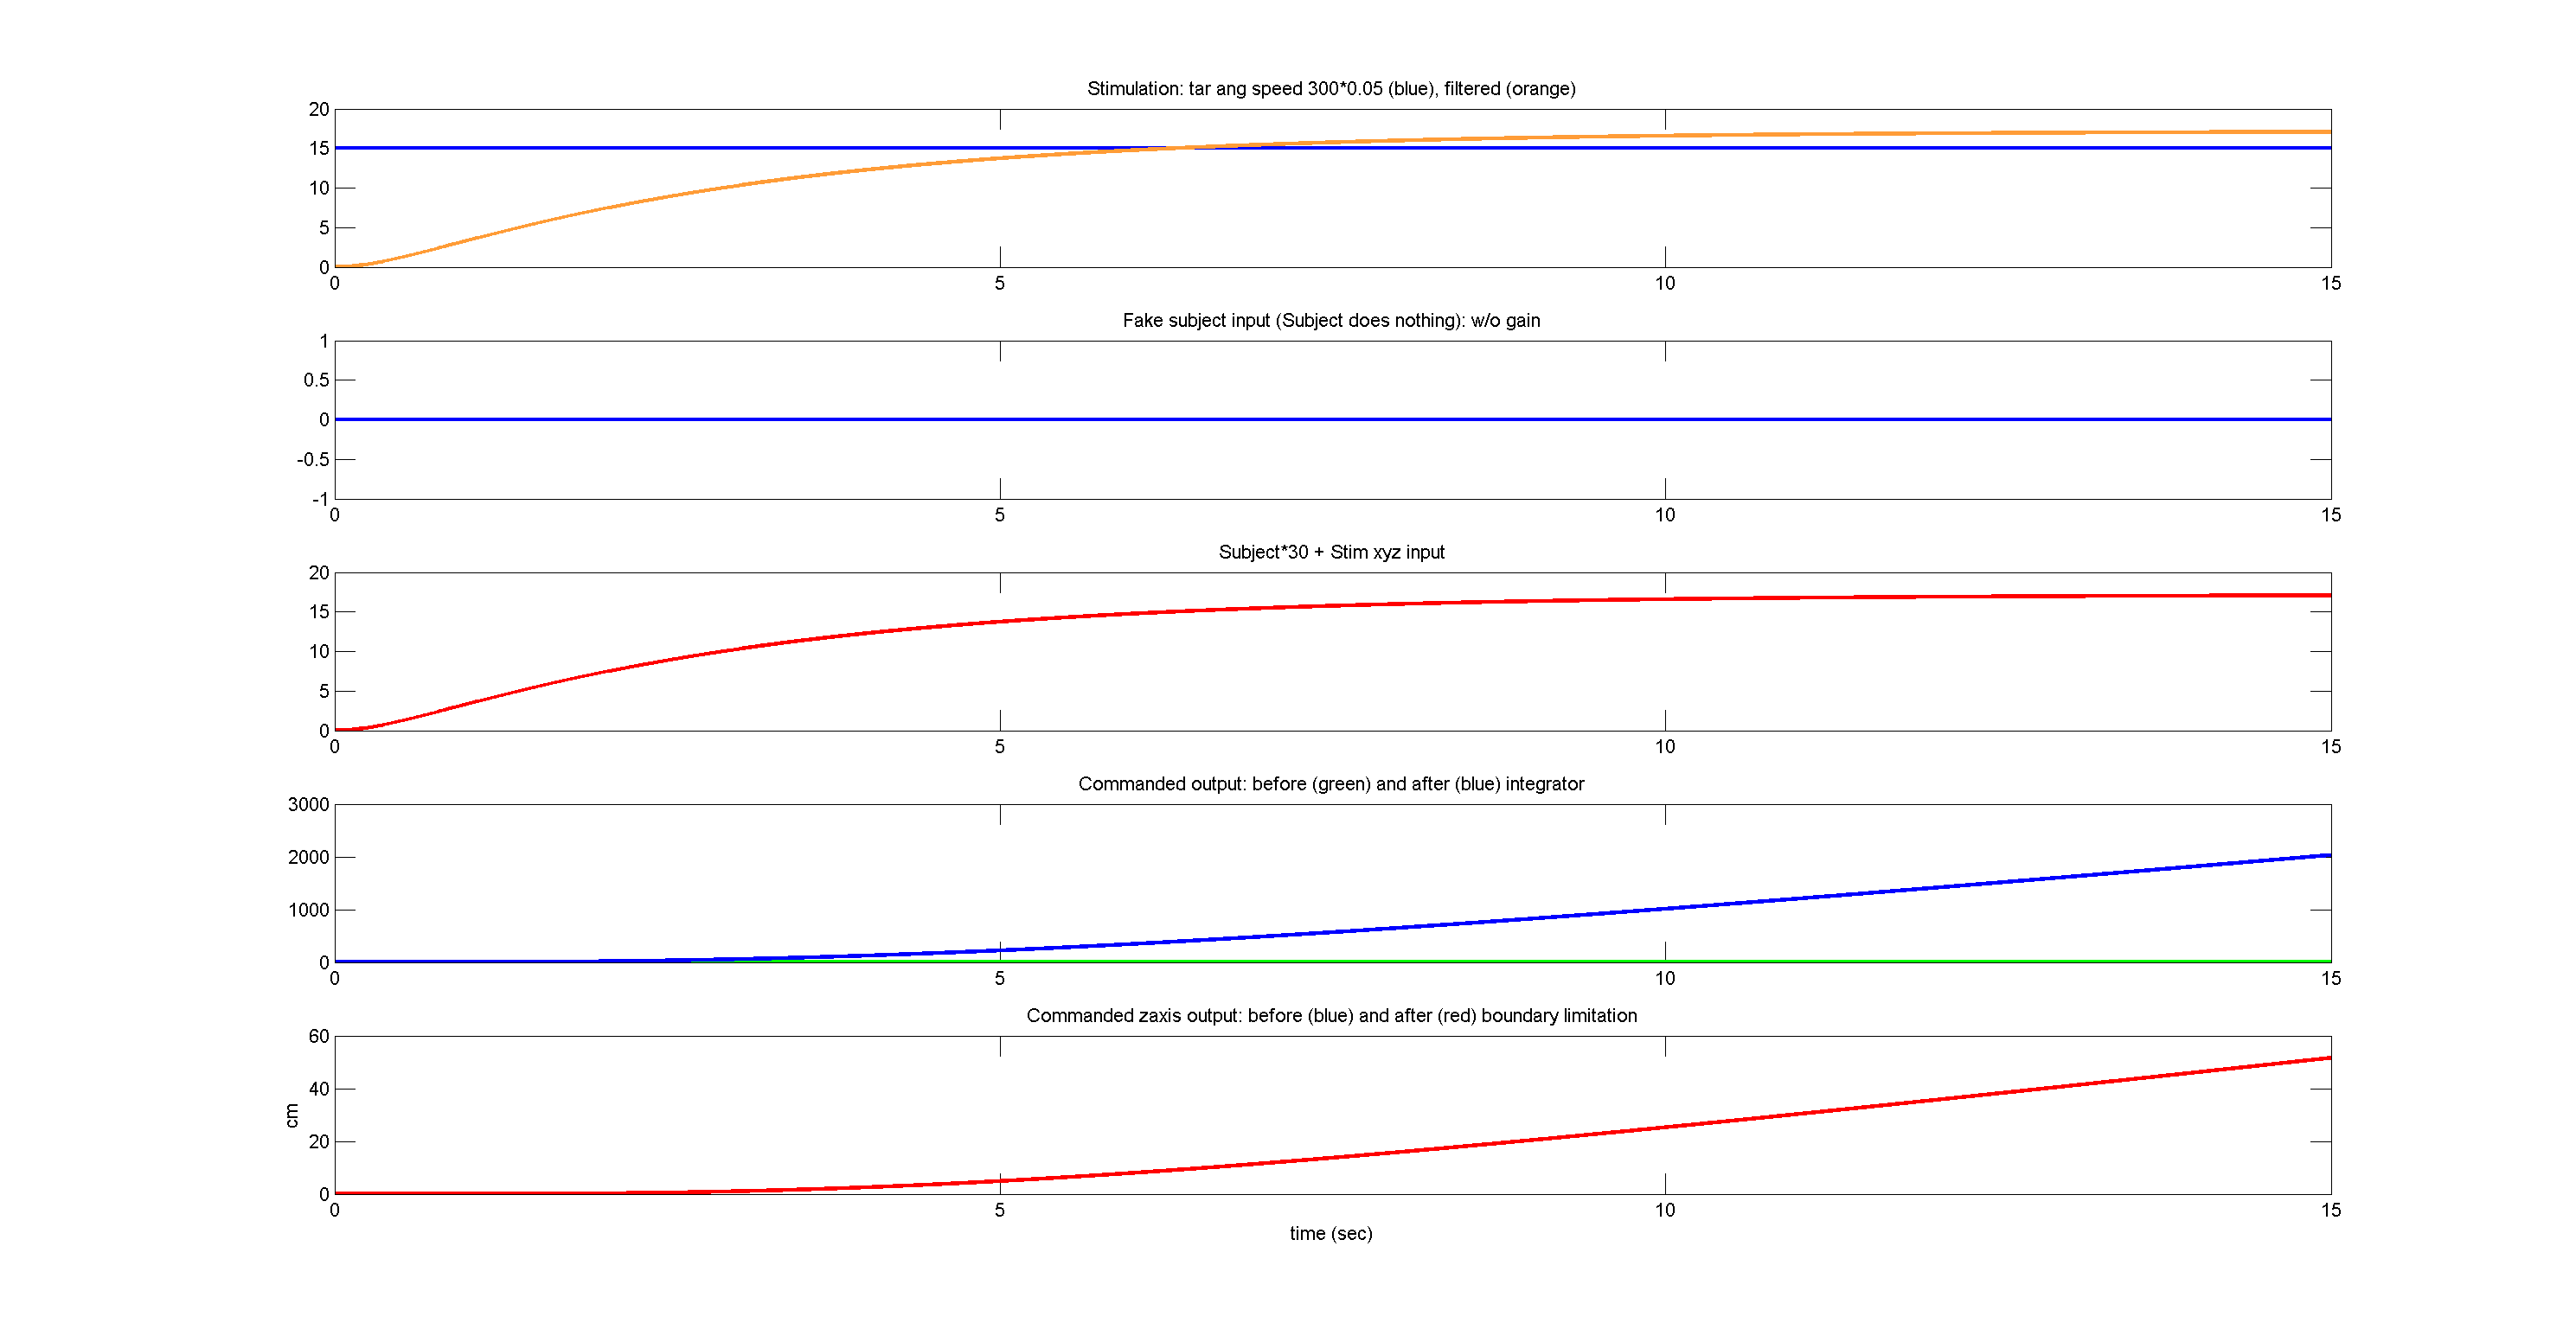 Stimulation: tar ang speed 300*0.05 (blue), filtered (orange)
20
15
10
5
0
0 5 10 15
Fake subject input (Subject does nothing): w/o gain
1
0.5
0
-0.5
-1
0 5 10 15
Subject*30 + Stim xyz input
20
15
10
5
0
0 5 10 15
Commanded output: before (green) and after (blue) integrator
3000
2000
1000
0
0 5 10 15
Commanded zaxis output: before (blue) and after (red) boundary limitation
60
40
20
0
cm
0 5 10 15
time (sec)